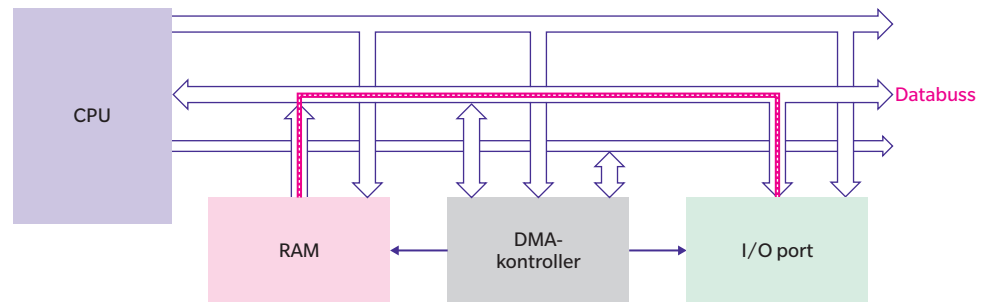 CPU
Databuss
RAM
DMA-
kontroller
I/O port